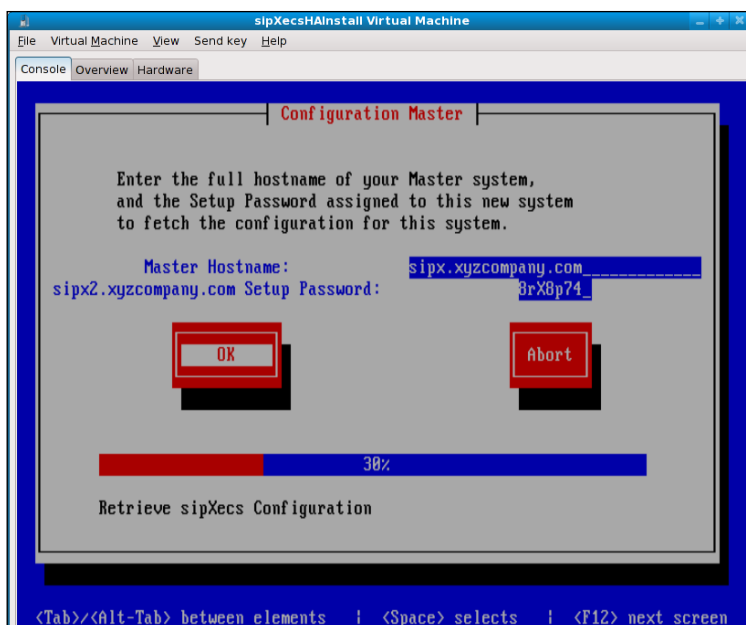 sipXecsHAInstall Virtual Machine
File Virtual Machine View Send key Help
Console Overview Hardware
Configuration Master
Enter the full hostname of your Master system,
and the Setup Password assigned to this new system
to fetch the configuration for this system.
Master Hostname: sipx.xyzcompany.com_____________
sipx2.xyzcompany.com Setup Password: 8rX8p74_
OK Abort
30%
Retrieve sipXecs Configuration
<Tab>/<Alt-Tab> between elements | <Space> selects | <F12> next screen